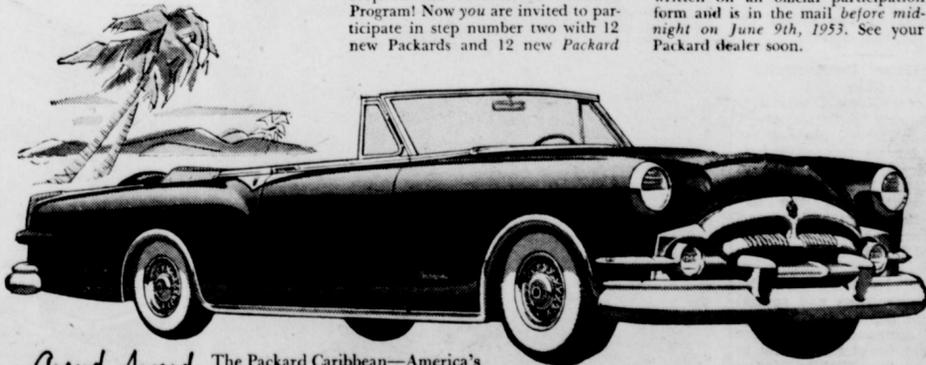 Program! Now you are invited to par-
ticipate in step number two with 12
new Packards and 12 new Packard
form and is in the mail before mid-
night on June 9th, 1953. See your
Packard dealer soon.
The Packard Caribbean—America's